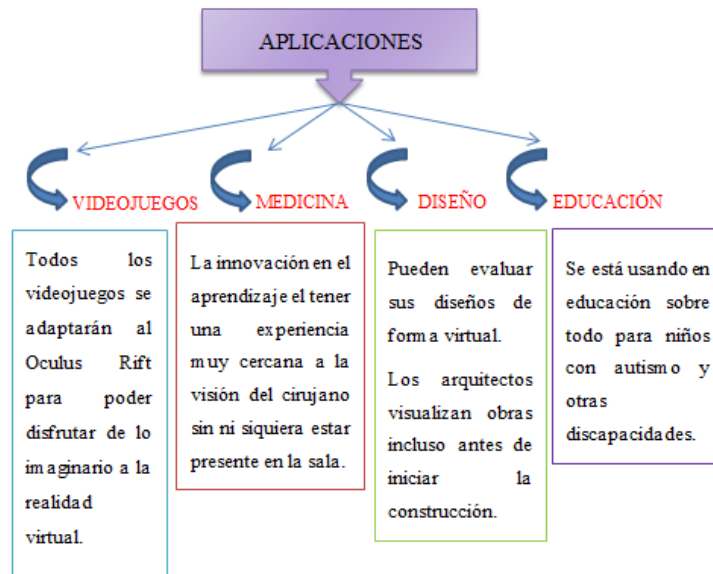 APLICACIONES
VIDEOJUEGOS
Todos los
videojuegos se
adaptarán al
Oculus Rift
para poder
disfrutar de lo
imaginario a la
realidad
virtual.
MEDICINA
La innovación en el
aprendizaje el tener
una experiencia
muy cercana a la
visión del cirujano
sin ni siquiera estar
presente en la sala.
DISEÑO
Pueden evaluar
sus diseños de
forma virtual.
Los arquitectos
visualizan obras
incluso antes de
iniciar la
construcción.
EDUCACIÓN
Se está usando en
educación sobre
todo para niños
con autismo y
otras
discapacidades.